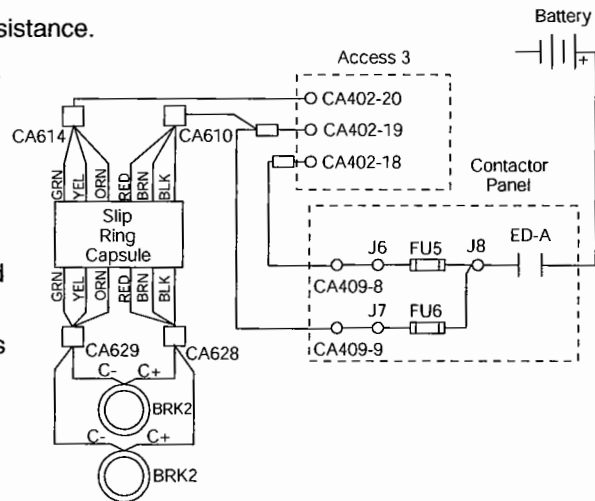 sistance.
Battery
+
Access 3
CA402-20
CA402-19
CA402-18
CA614
CA610
GRN YEL ORN RED BRN BLK
Slip
Ring
Capsule
GRN YEL ORN RED BRN BLK
d
s
CA629
CA628
C- C+
BRK2
C- C+
BRK2
Contactor
Panel
ED-A
J6 FU5 J8
CA409-8
J7 FU6
CA409-9